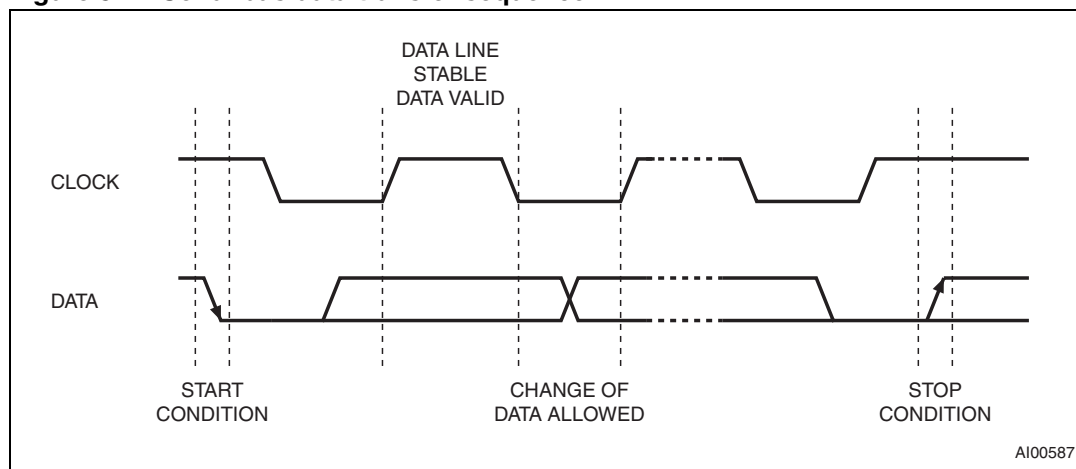 DATA LINE
STABLE
DATA VALID
CLOCK
DATA
START
CONDITION
CHANGE OF
DATA ALLOWED
STOP
CONDITION
AI00587